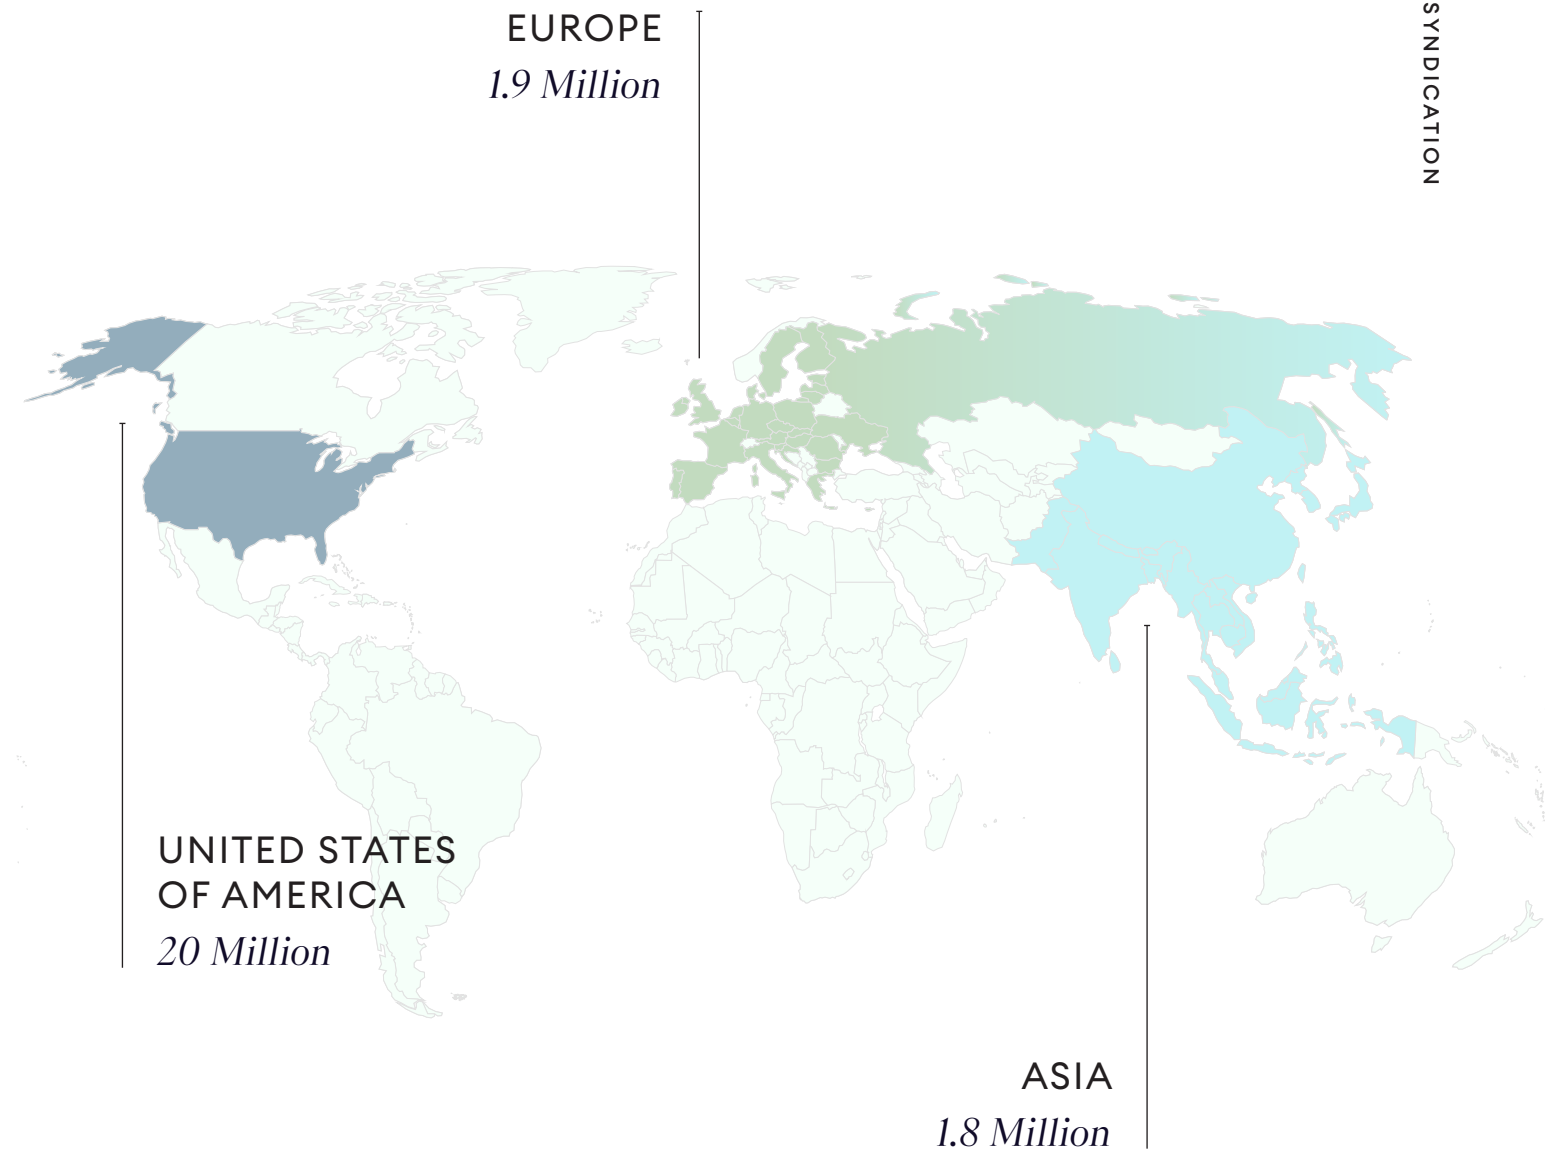 EUROPE
1.9 Million
SYNDICATION
UNITED STATES
OF AMERICA
20 Million
ASIA
1.8 Million